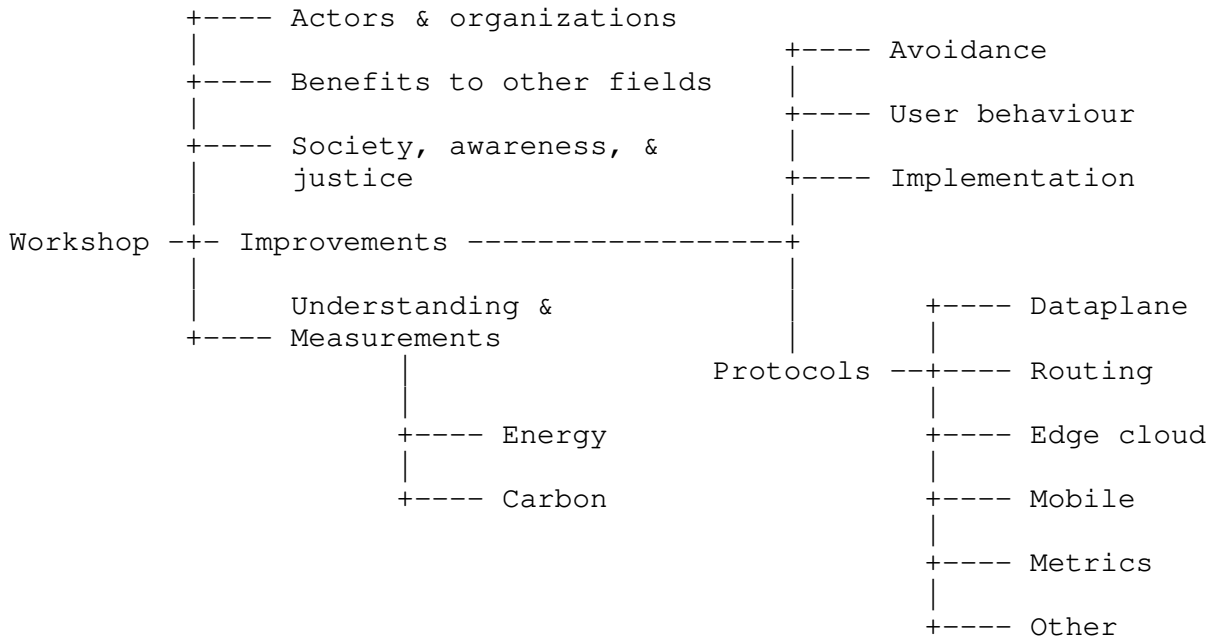 Actors & organizations
Avoidance
Benefits to other fields
User behaviour
Society, awareness, &
justice
Implementation
Workshop
Improvements
Understanding &
Measurements
Dataplane
Protocols
Routing
Energy
Edge cloud
Carbon
Mobile
Metrics
Other